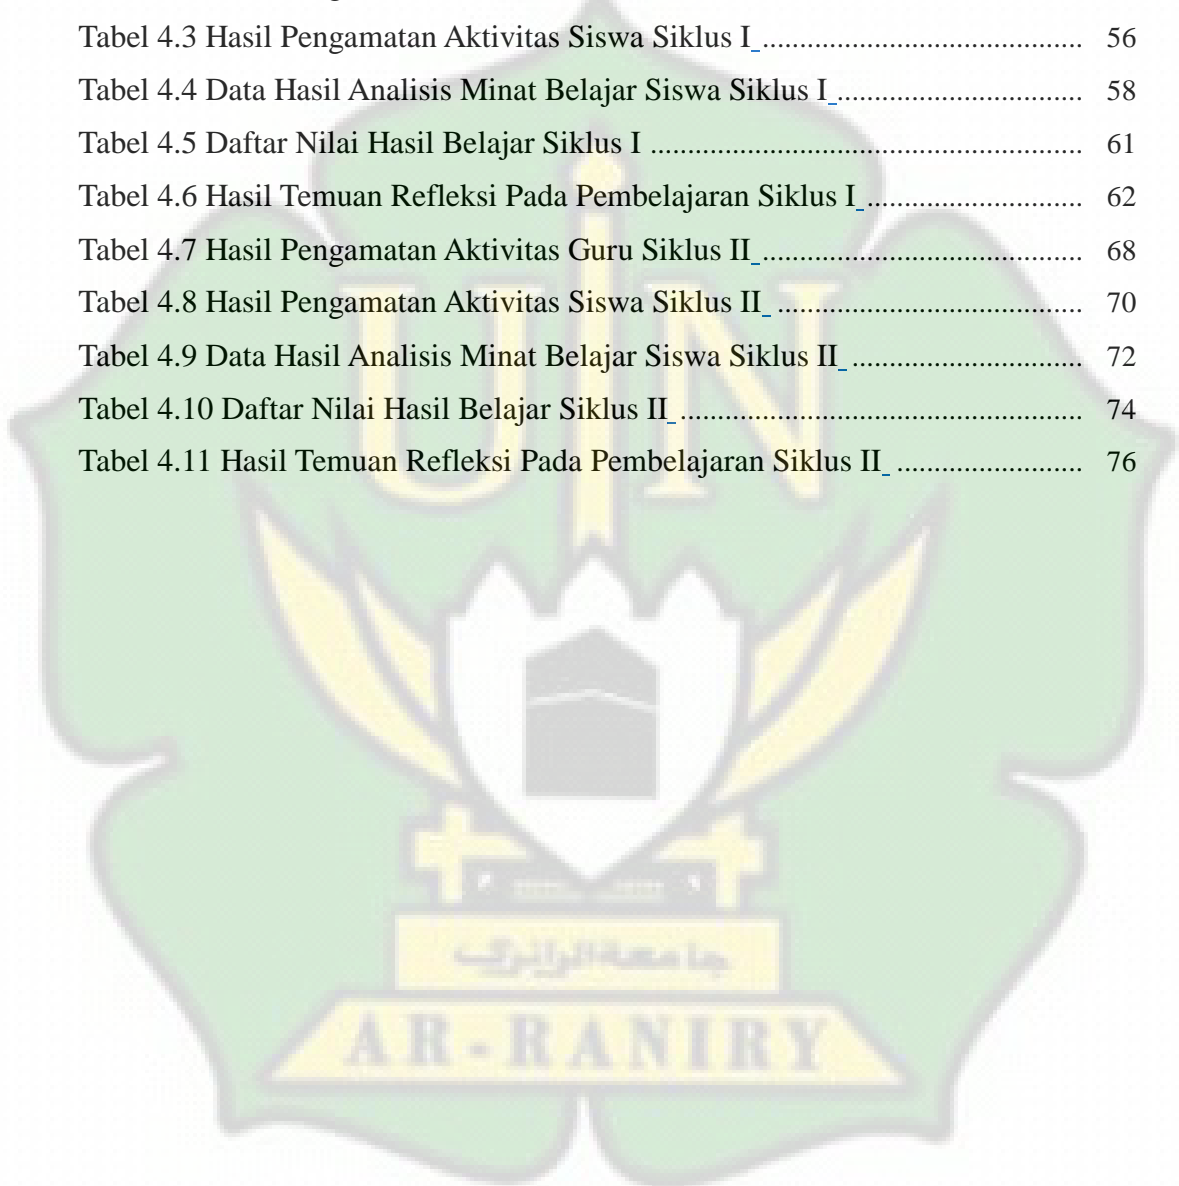 Tabel 4.3 Hasil Pengamatan Aktivitas Siswa Siklus I ........................................... 56
Tabel 4.4 Data Hasil Analisis Minat Belajar Siswa Siklus I ................................. 58
Tabel 4.5 Daftar Nilai Hasil Belajar Siklus I .......................................................... 61
Tabel 4.6 Hasil Temuan Refleksi Pada Pembelajaran Siklus I ............................. 62
Tabel 4.7 Hasil Pengamatan Aktivitas Guru Siklus II ........................................... 68
Tabel 4.8 Hasil Pengamatan Aktivitas Siswa Siklus II ......................................... 70
Tabel 4.9 Data Hasil Analisis Minat Belajar Siswa Siklus II ............................... 72
Tabel 4.10 Daftar Nilai Hasil Belajar Siklus II ...................................................... 74
Tabel 4.11 Hasil Temuan Refleksi Pada Pembelajaran Siklus II ......................... 76
UIN
جامعة الرانري
AR-RANIRY